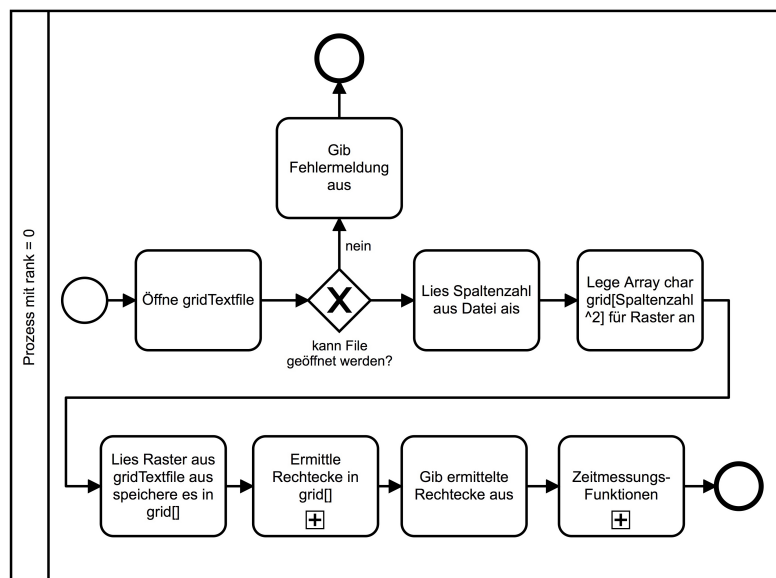 Prozess mit rank = 0
Gib
Fehlermeldung
aus
nein
Öffne gridTextfile
kann File
geöffnet werden?
Lies Spaltenzahl
aus Datei ais
Lege Array char
grid[Spaltenzahl
^2] für Raster an
Lies Raster aus
gridTextfile aus
speichere es in
grid[]
Ermittle
Rechtecke in
grid[]
Gib ermittelte
Rechtecke aus
Zeitmessungs-
Funktionen